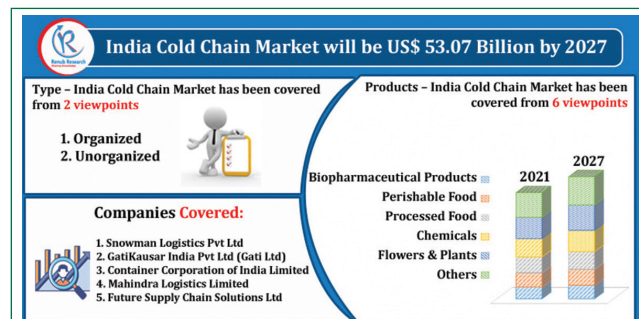 India Cold Chain Market will be US$ 53.07 Billion by 2027
Renub Research
Type – India Cold Chain Market has been covered
from 2 viewpoints
1. Organized
2. Unorganized
Companies Covered:
1. Snowman Logistics Pvt Ltd
2. GatiKausar India Pvt Ltd (Gati Ltd)
3. Container Corporation of India Limited
4. Mahindra Logistics Limited
5. Future Supply Chain Solutions Ltd
Products – India Cold Chain Market has been
covered from 6 viewpoints
2021
2027
Biopharmaceutical Products
Perishable Food
Processed Food
Chemicals
Flowers & Plants
Others